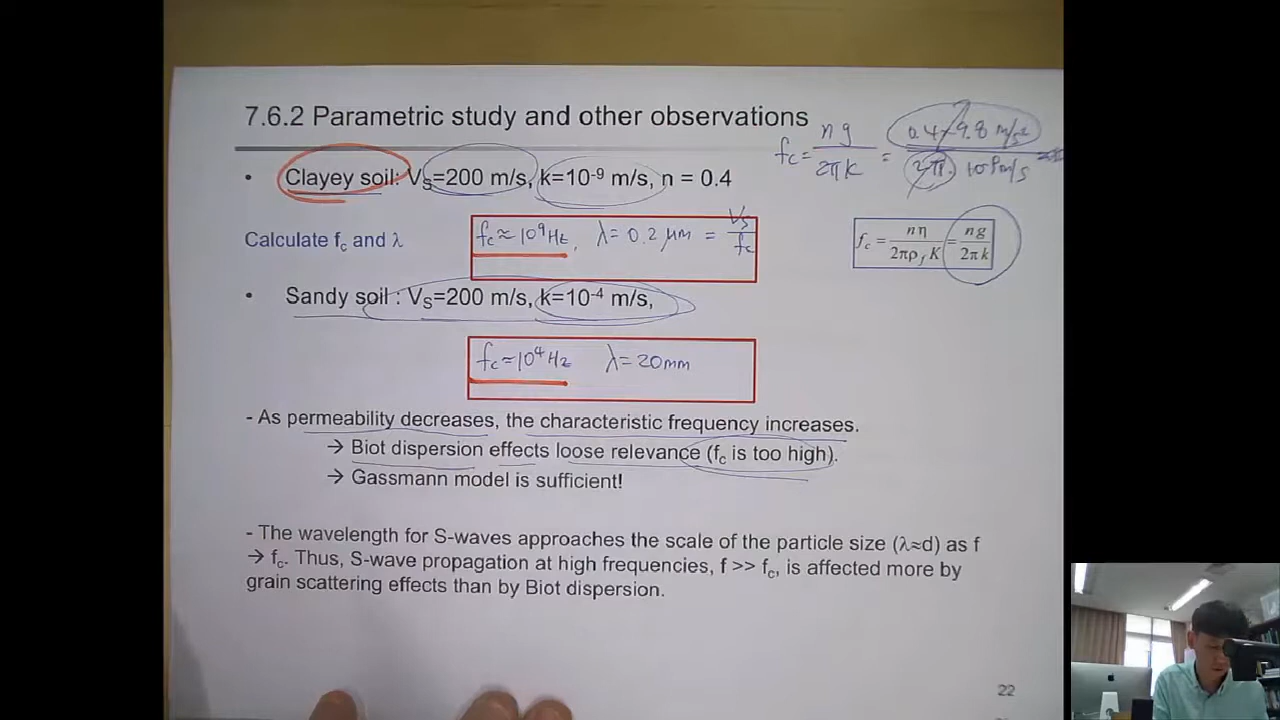 7.6.2 Parametric study and other observations
fc = ng / 2πk = 0.4×9.8 m/s² / 2π. 10⁻⁹ m/s
• Clayey soil: VS=200 m/s, k=10⁻⁹ m/s, n = 0.4
Calculate fc and λ
fc≈10⁹Hz, λ= 0.2 μm = Vs / fc
fc = nη / 2πρfK = ng / 2πk
• Sandy soil : VS=200 m/s, k=10⁻⁴ m/s,
fc≈10⁴Hz λ=20mm
- As permeability decreases, the characteristic frequency increases.
→ Biot dispersion effects loose relevance (fc is too high).
→ Gassmann model is sufficient!
- The wavelength for S-waves approaches the scale of the particle size (λ≈d) as f
→ fc. Thus, S-wave propagation at high frequencies, f >> fc, is affected more by
grain scattering effects than by Biot dispersion.
22